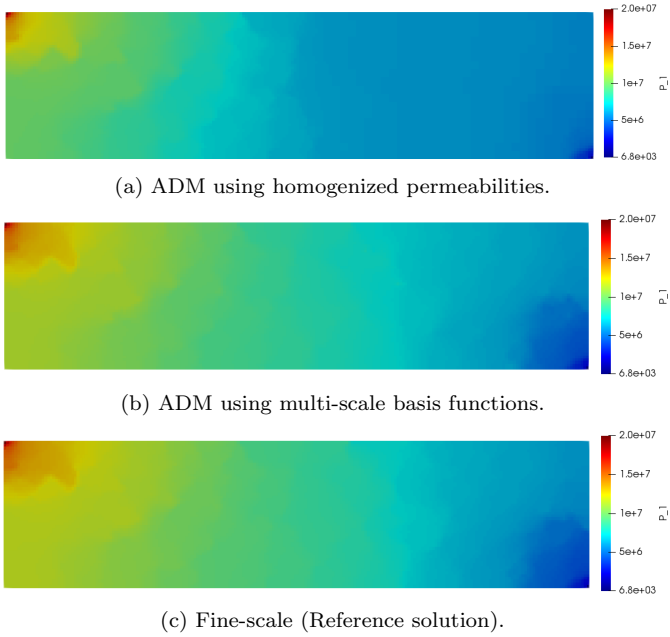 2.0e+07
1.5e+7
1e+7
5e+6
6.8e+03
P_1
(a) ADM using homogenized permeabilities.
2.0e+07
1.5e+7
1e+7
5e+6
6.8e+03
P_1
(b) ADM using multi-scale basis functions.
2.0e+07
1.5e+7
1e+7
5e+6
6.8e+03
P_1
(c) Fine-scale (Reference solution).